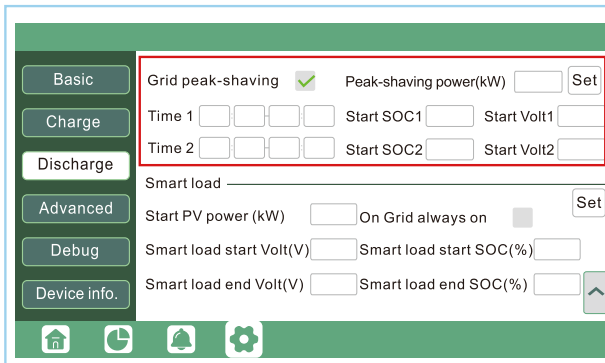 Basic
Charge
Discharge
Advanced
Debug
Device info.
Grid peak-shaving Peak-shaving power(kW) Set
Time 1 : - : Start SOC1 Start Volt1
Time 2 : - : Start SOC2 Start Volt2
Smart load
Set
Start PV power (kW) On Grid always on
Smart load start Volt(V) Smart load start SOC(%)
Smart load end Volt(V) Smart load end SOC(%)